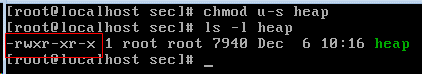 [root@localhost sec]# chmod u-s heap
[root@localhost sec]# ls -l heap
-rwxr-xr-x 1 root root 7940 Dec  6 10:16 heap
[root@localhost sec]# _